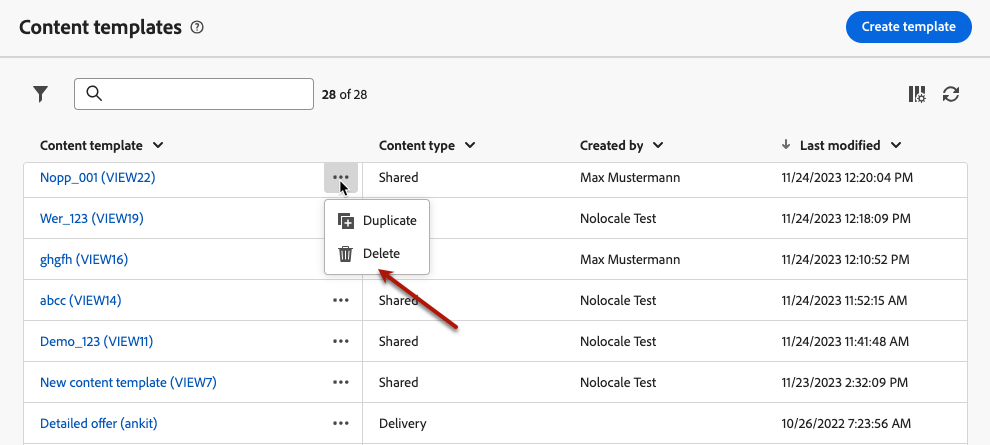 Content templates ?
Create template
28 of 28
Content template Content type Created by Last modified
Nopp_001 (VIEW22) ... Shared Max Mustermann 11/24/2023 12:20:04 PM
Wer_123 (VIEW19) Nolocale Test 11/24/2023 12:18:09 PM
Duplicate
ghgfh (VIEW16) Max Mustermann 11/24/2023 12:10:52 PM
Delete
abcc (VIEW14) ... Shared Nolocale Test 11/24/2023 11:52:15 AM
Demo_123 (VIEW11) ... Shared Nolocale Test 11/24/2023 11:41:48 AM
New content template (VIEW7) ... Shared Nolocale Test 11/23/2023 2:32:09 PM
Detailed offer (ankit) ... Delivery 10/26/2022 7:23:56 AM